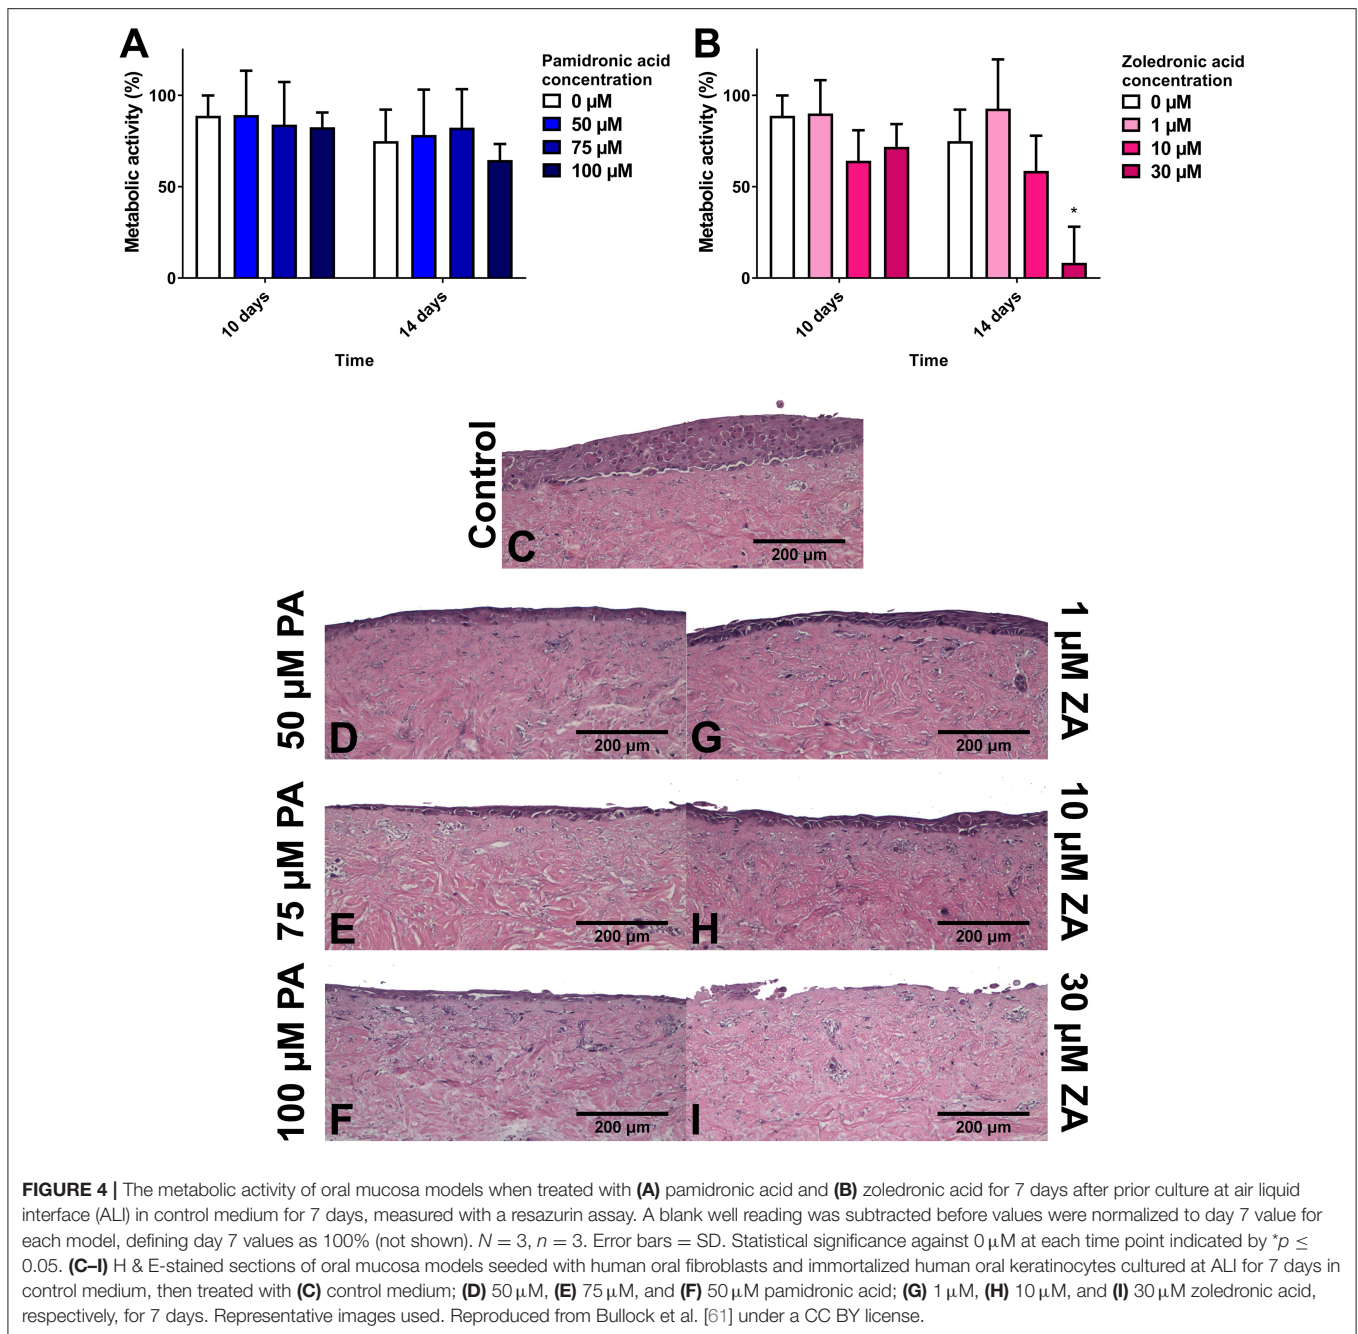 A
Metabolic activity (%)
100
50
0
10 days
14 days
Time
Pamidronic acid
concentration
0 µM
50 µM
75 µM
100 µM
B
Metabolic activity (%)
100
50
0
*
10 days
14 days
Time
Zoledronic acid
concentration
0 µM
1 µM
10 µM
30 µM
Control
C
200 µm
50 µM PA
D
200 µm
G
200 µm
1 µM ZA
75 µM PA
E
200 µm
H
200 µm
10 µM ZA
100 µM PA
F
200 µm
I
200 µm
30 µM ZA
FIGURE 4 | The metabolic activity of oral mucosa models when treated with (A) pamidronic acid and (B) zoledronic acid for 7 days after prior culture at air liquid
interface (ALI) in control medium for 7 days, measured with a resazurin assay. A blank well reading was subtracted before values were normalized to day 7 value for
each model, defining day 7 values as 100% (not shown). N = 3, n = 3. Error bars = SD. Statistical significance against 0 µM at each time point indicated by *p ≤
0.05. (C–I) H & E-stained sections of oral mucosa models seeded with human oral fibroblasts and immortalized human oral keratinocytes cultured at ALI for 7 days in
control medium, then treated with (C) control medium; (D) 50 µM, (E) 75 µM, and (F) 50 µM pamidronic acid; (G) 1 µM, (H) 10 µM, and (I) 30 µM zoledronic acid,
respectively, for 7 days. Representative images used. Reproduced from Bullock et al. [61] under a CC BY license.